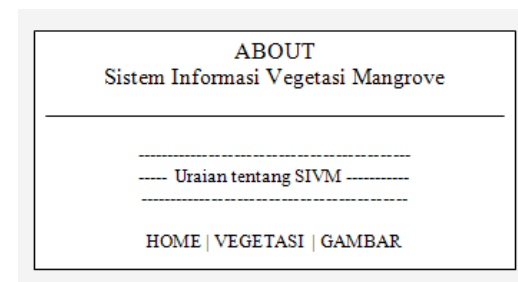 ABOUT
Sistem Informasi Vegetasi Mangrove
----------------------------------------------
----- Uraian tentang SIVM -----------
---------------------------------------------
HOME | VEGETASI | GAMBAR